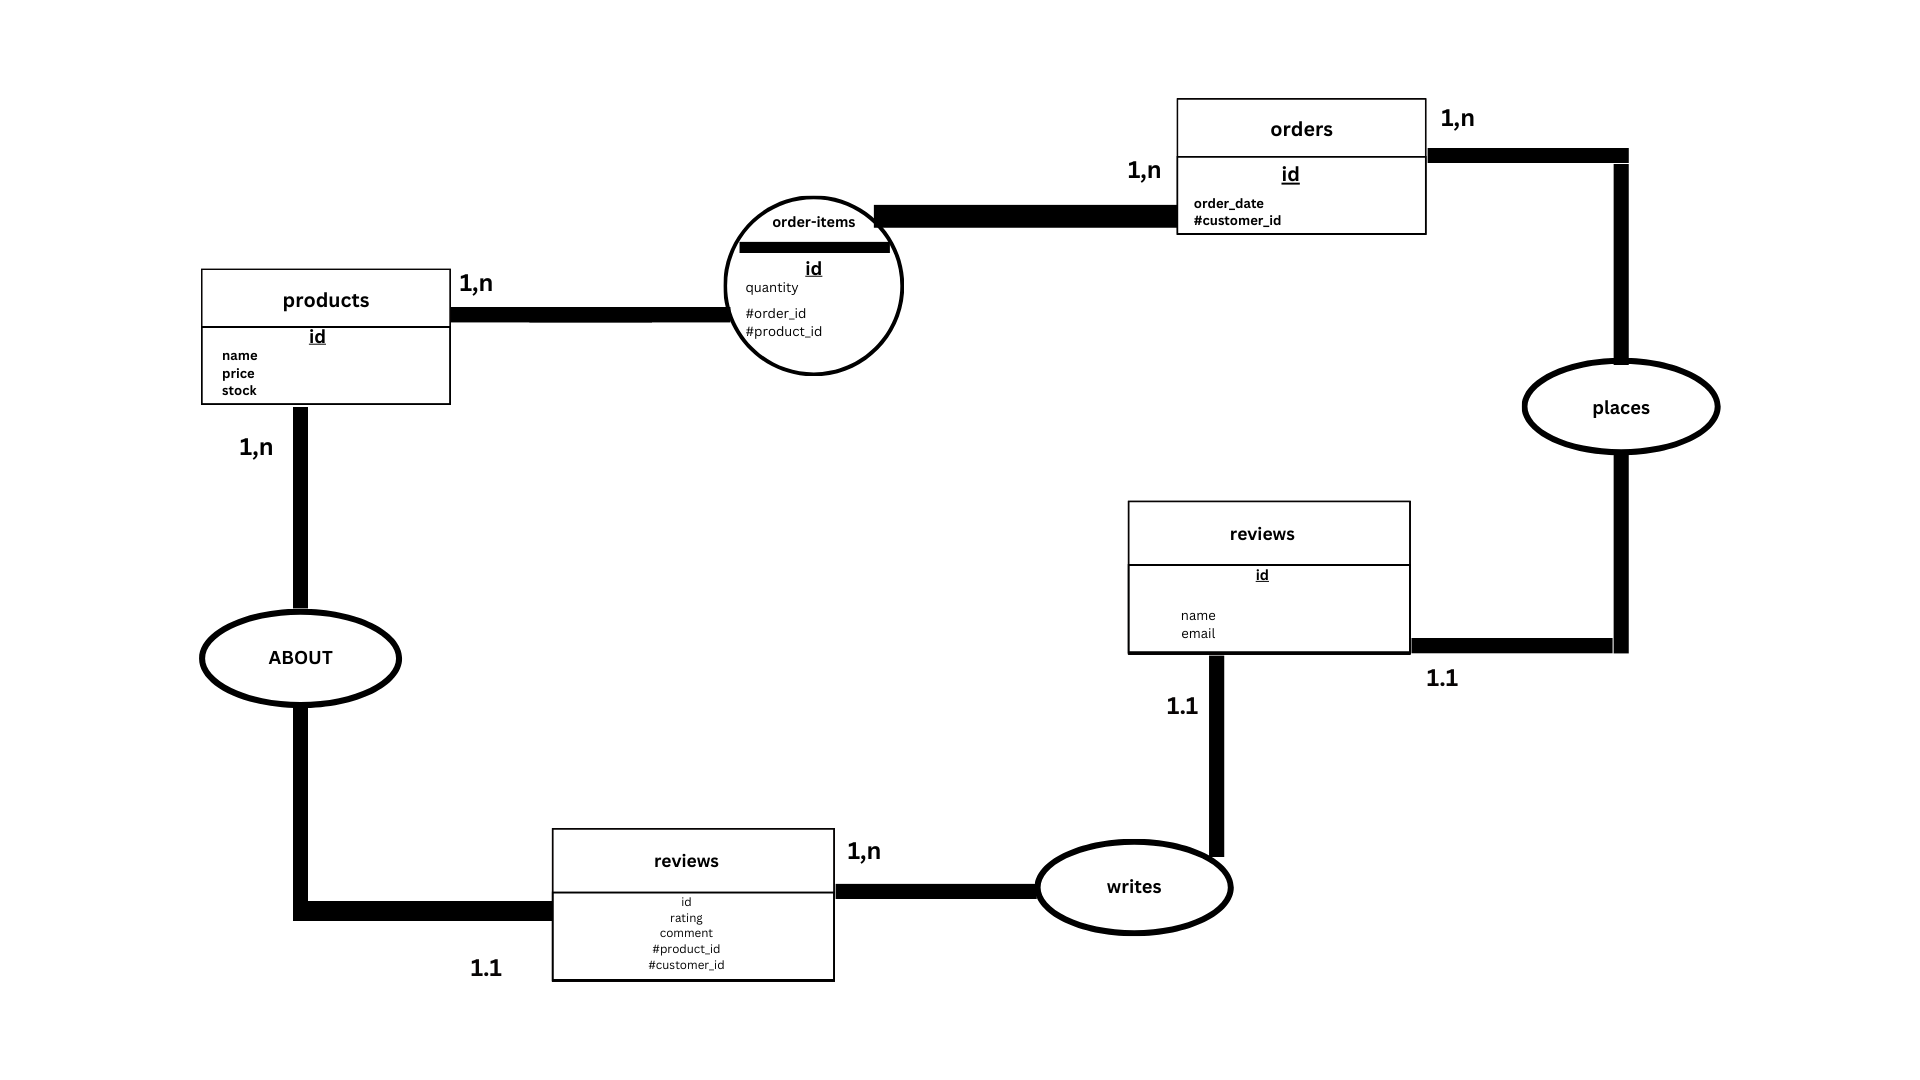 orders
1,n
id
order_date
#customer_id
1,n
order-items
id
quantity
#order_id
#product_id
products
1,n
id
name
price
stock
1,n
places
reviews
id
name
email
1.1
1.1
ABOUT
reviews
1,n
id
rating
comment
#product_id
#customer_id
writes
1.1